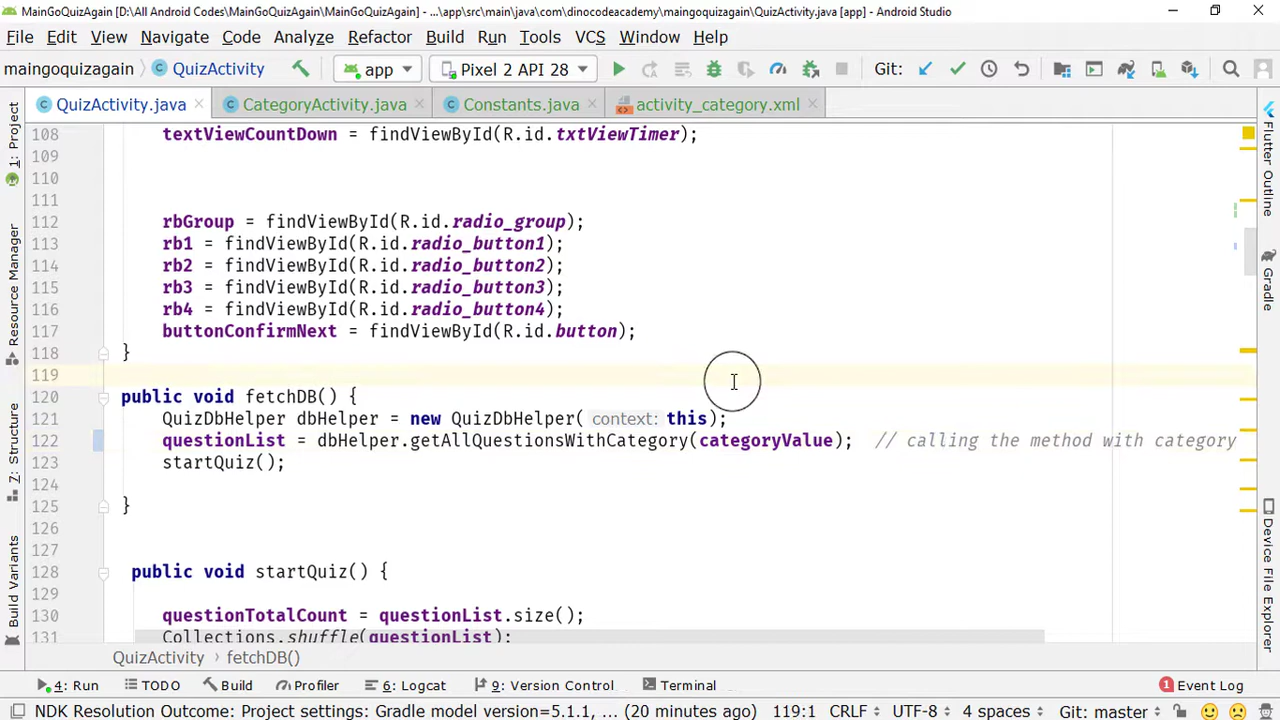 MainGoQuizAgain [D:\All Android Codes\MainGoQuizAgain\MainGoQuizAgain] - ...\app\src\main\java\com\dinocodeacademy\maingoquizagain\QuizActivity.java [app] - Android Studio
File Edit View Navigate Code Analyze Refactor Build Run Tools VCS Window Help
maingoquizagain QuizActivity app Pixel 2 API 28 Git:
QuizActivity.java CategoryActivity.java Constants.java activity_category.xml
1: Project
Resource Manager
Z: Structure
Build Variants
Flutter Outline
Gradle
Device File Explorer
108 textViewCountDown = findViewById(R.id.txtViewTimer);
109
110
111
112 rbGroup = findViewById(R.id.radio_group);
113 rb1 = findViewById(R.id.radio_button1);
114 rb2 = findViewById(R.id.radio_button2);
115 rb3 = findViewById(R.id.radio_button3);
116 rb4 = findViewById(R.id.radio_button4);
117 buttonConfirmNext = findViewById(R.id.button);
118 }
119
120 public void fetchDB() {
121 QuizDbHelper dbHelper = new QuizDbHelper( context: this);
122 questionList = dbHelper.getAllQuestionsWithCategory(categoryValue); // calling the method with category
123 startQuiz();
124
125 }
126
127
128 public void startQuiz() {
129
130 questionTotalCount = questionList.size();
131 Collections.shuffle(questionList);
QuizActivity › fetchDB()
4: Run TODO Build Profiler 6: Logcat 9: Version Control Terminal 1 Event Log
NDK Resolution Outcome: Project settings: Gradle model version=5.1.1, ... (20 minutes ago) 119:1 CRLF UTF-8 4 spaces Git: master